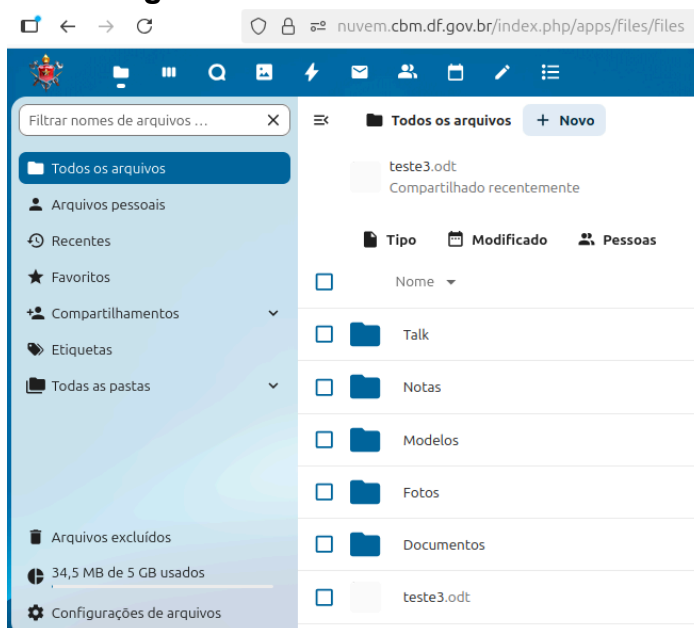 nuvem.cbm.df.gov.br/index.php/apps/files/files
Filtrar nomes de arquivos ...
Todos os arquivos
Arquivos pessoais
Recentes
Favoritos
Compartilhamentos
Etiquetas
Todas as pastas
Arquivos excluídos
34,5 MB de 5 GB usados
Configurações de arquivos
Todos os arquivos + Novo
teste3.odt
Compartilhado recentemente
Tipo Modificado Pessoas
Nome
Talk
Notas
Modelos
Fotos
Documentos
teste3.odt